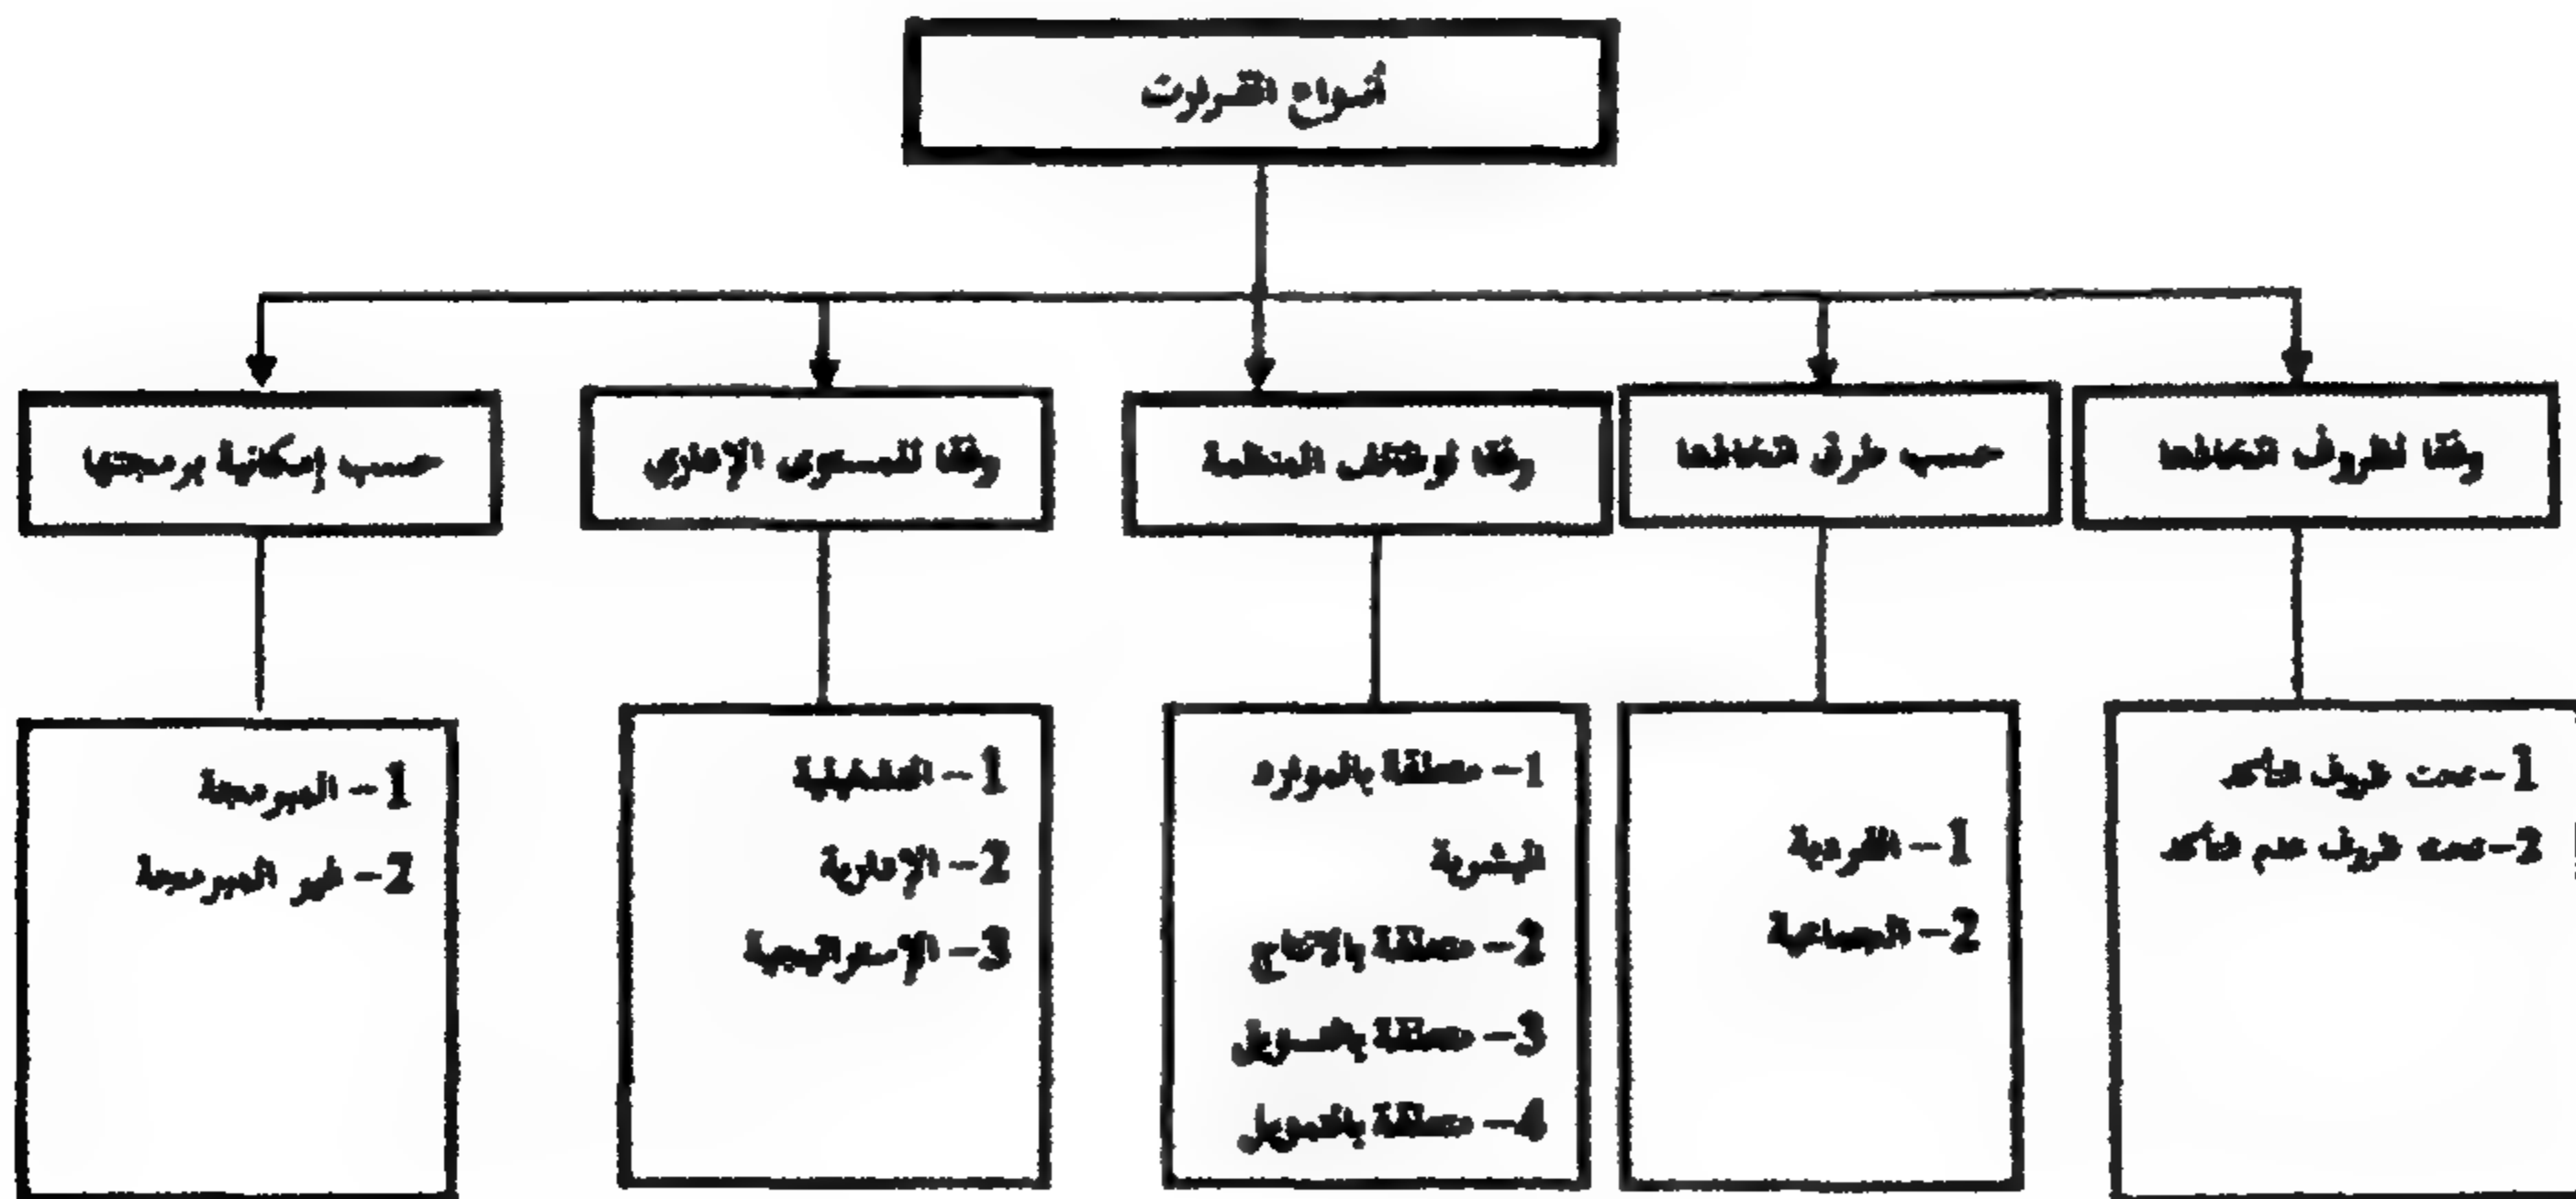 أنواع القرارات
وفقا لظروف اتخاذها
حسب طرق اتخاذها
وفقا لوظائف المنظمة
وفقا للمستوى الإداري
حسب إمكانية برمجتها
1-تحت ظروف التأكد
2-تحت ظروف عدم التأكد
1- الفردية
2- الجماعية
1- متعلقة بالموارد
البشرية
2- متعلقة بالانتاج
3- متعلقة بالتسويق
4- متعلقة بالتمويل
1- التشغيلية
2- الإدارية
3- الإستراتيجية
1- المبرمجة
2- غير المبرمجة